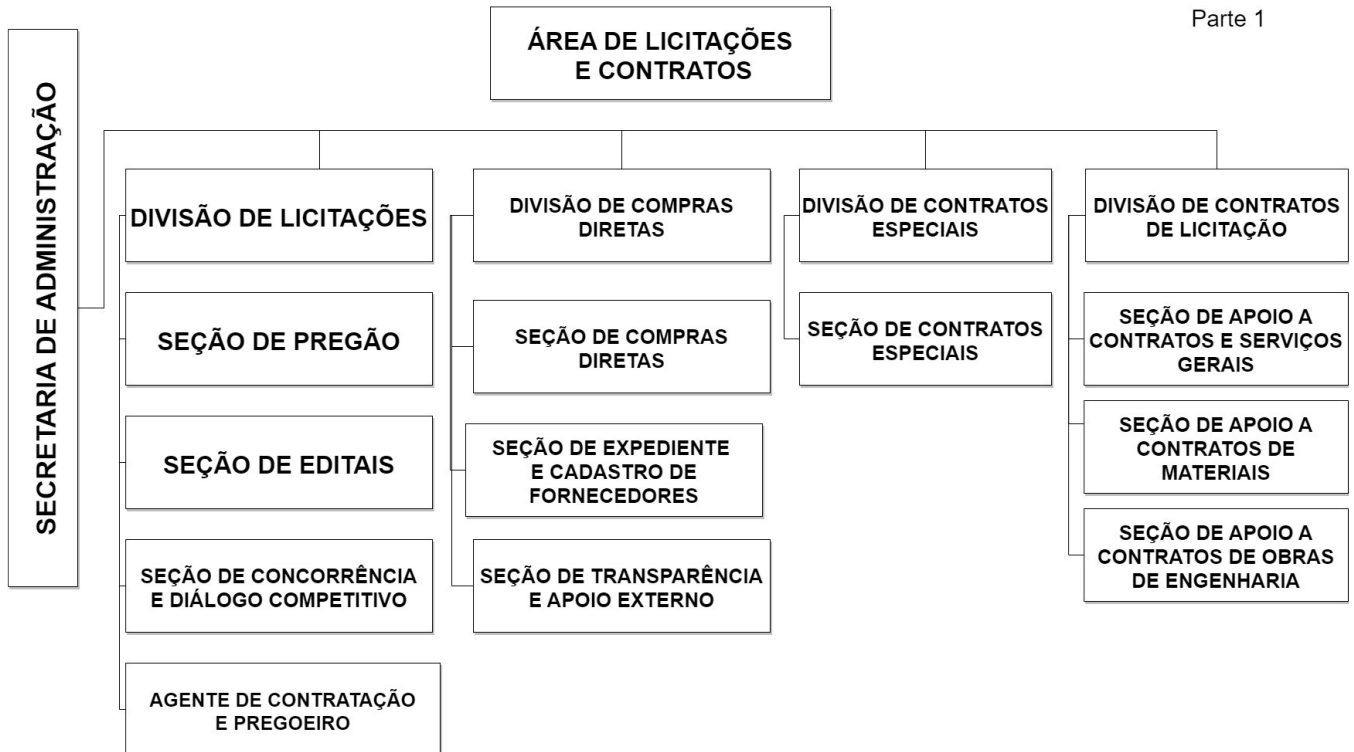 Parte 1
ÁREA DE LICITAÇÕES
E CONTRATOS
SECRETARIA DE ADMINISTRAÇÃO
DIVISÃO DE LICITAÇÕES
SEÇÃO DE PREGÃO
SEÇÃO DE EDITAIS
SEÇÃO DE CONCORRÊNCIA
E DIÁLOGO COMPETITIVO
AGENTE DE CONTRATAÇÃO
E PREGOEIRO
DIVISÃO DE COMPRAS
DIRETAS
SEÇÃO DE COMPRAS
DIRETAS
SEÇÃO DE EXPEDIENTE
E CADASTRO DE
FORNECEDORES
SEÇÃO DE TRANSPARÊNCIA
E APOIO EXTERNO
DIVISÃO DE CONTRATOS
ESPECIAIS
SEÇÃO DE CONTRATOS
ESPECIAIS
DIVISÃO DE CONTRATOS
DE LICITAÇÃO
SEÇÃO DE APOIO A
CONTRATOS E SERVIÇOS
GERAIS
SEÇÃO DE APOIO A
CONTRATOS DE
MATERIAIS
SEÇÃO DE APOIO A
CONTRATOS DE OBRAS
DE ENGENHARIA